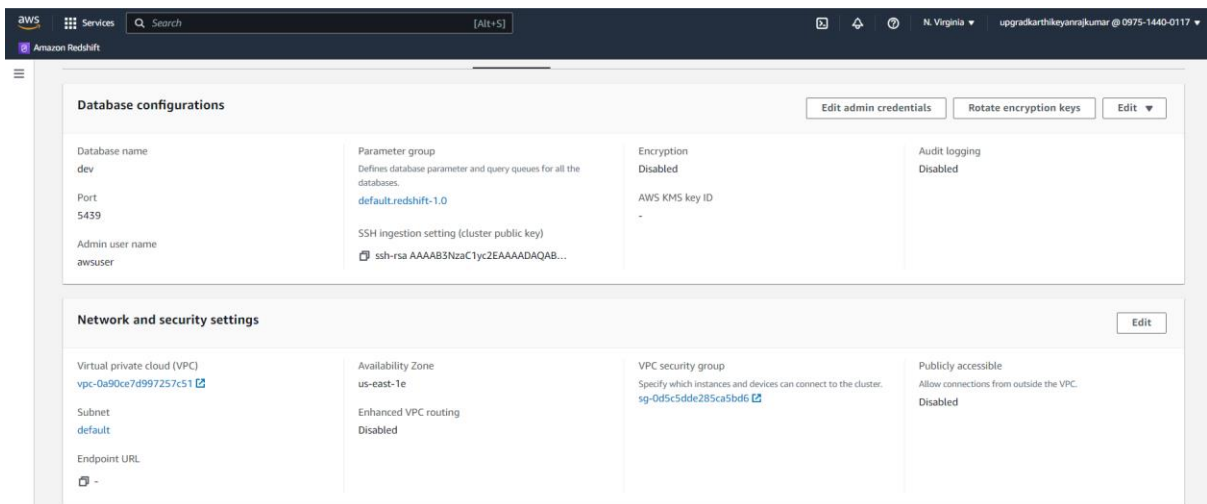 aws
Services
Search
[Alt+S]
N. Virginia ▼
upgradkarthikeyanrajkumar @ 0975-1440-0117 ▼
Amazon Redshift
Database configurations
Edit admin credentials
Rotate encryption keys
Edit ▼
Database name
dev
Port
5439
Admin user name
awsuser
Parameter group
Defines database parameter and query queues for all the
databases.
default.redshift-1.0
SSH ingestion setting (cluster public key)
ssh-rsa AAAAB3NzaC1yc2EAAAADAQAB...
Encryption
Disabled
AWS KMS key ID
-
Audit logging
Disabled
Network and security settings
Edit
Virtual private cloud (VPC)
vpc-0a90ce7d997257c51
Subnet
default
Endpoint URL
-
Availability Zone
us-east-1e
Enhanced VPC routing
Disabled
VPC security group
Specify which instances and devices can connect to the cluster.
sg-0d5c5dde285ca5bd6
Publicly accessible
Allow connections from outside the VPC.
Disabled